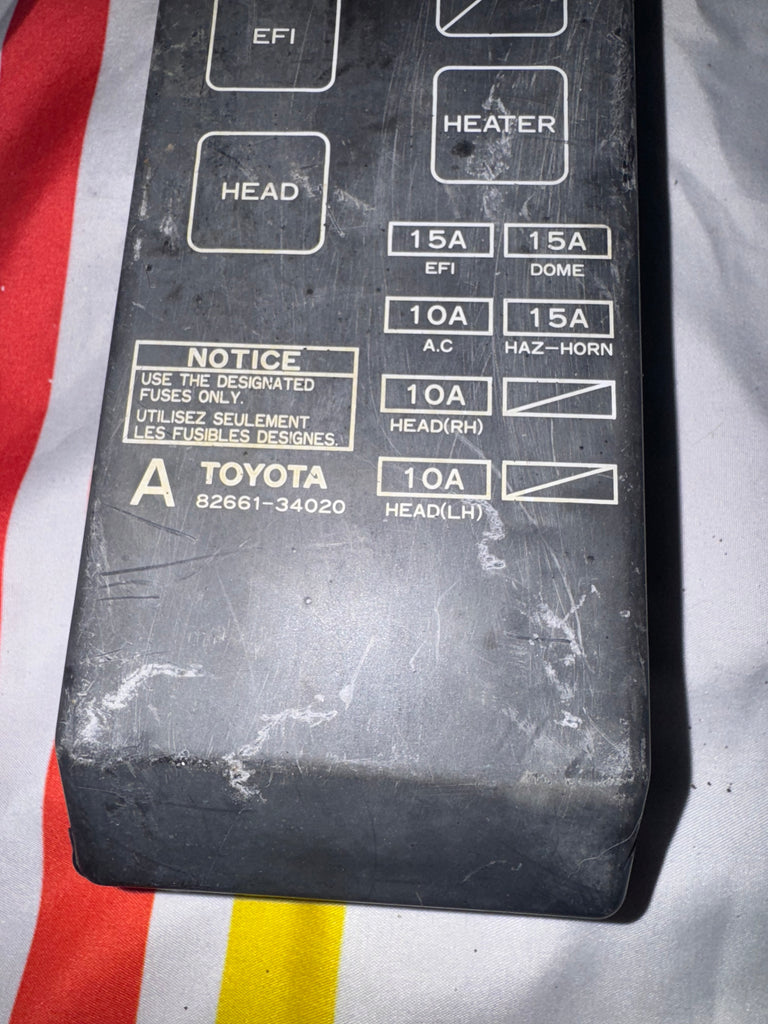 EFI
HEATER
HEAD
15A 15A
EFI DOME
10A 15A
A.C HAZ-HORN
10A
HEAD(RH)
10A
HEAD(LH)
NOTICE
USE THE DESIGNATED
FUSES ONLY.
UTILISEZ SEULEMENT
LES FUSIBLES DESIGNES.
A TOYOTA
82661-34020